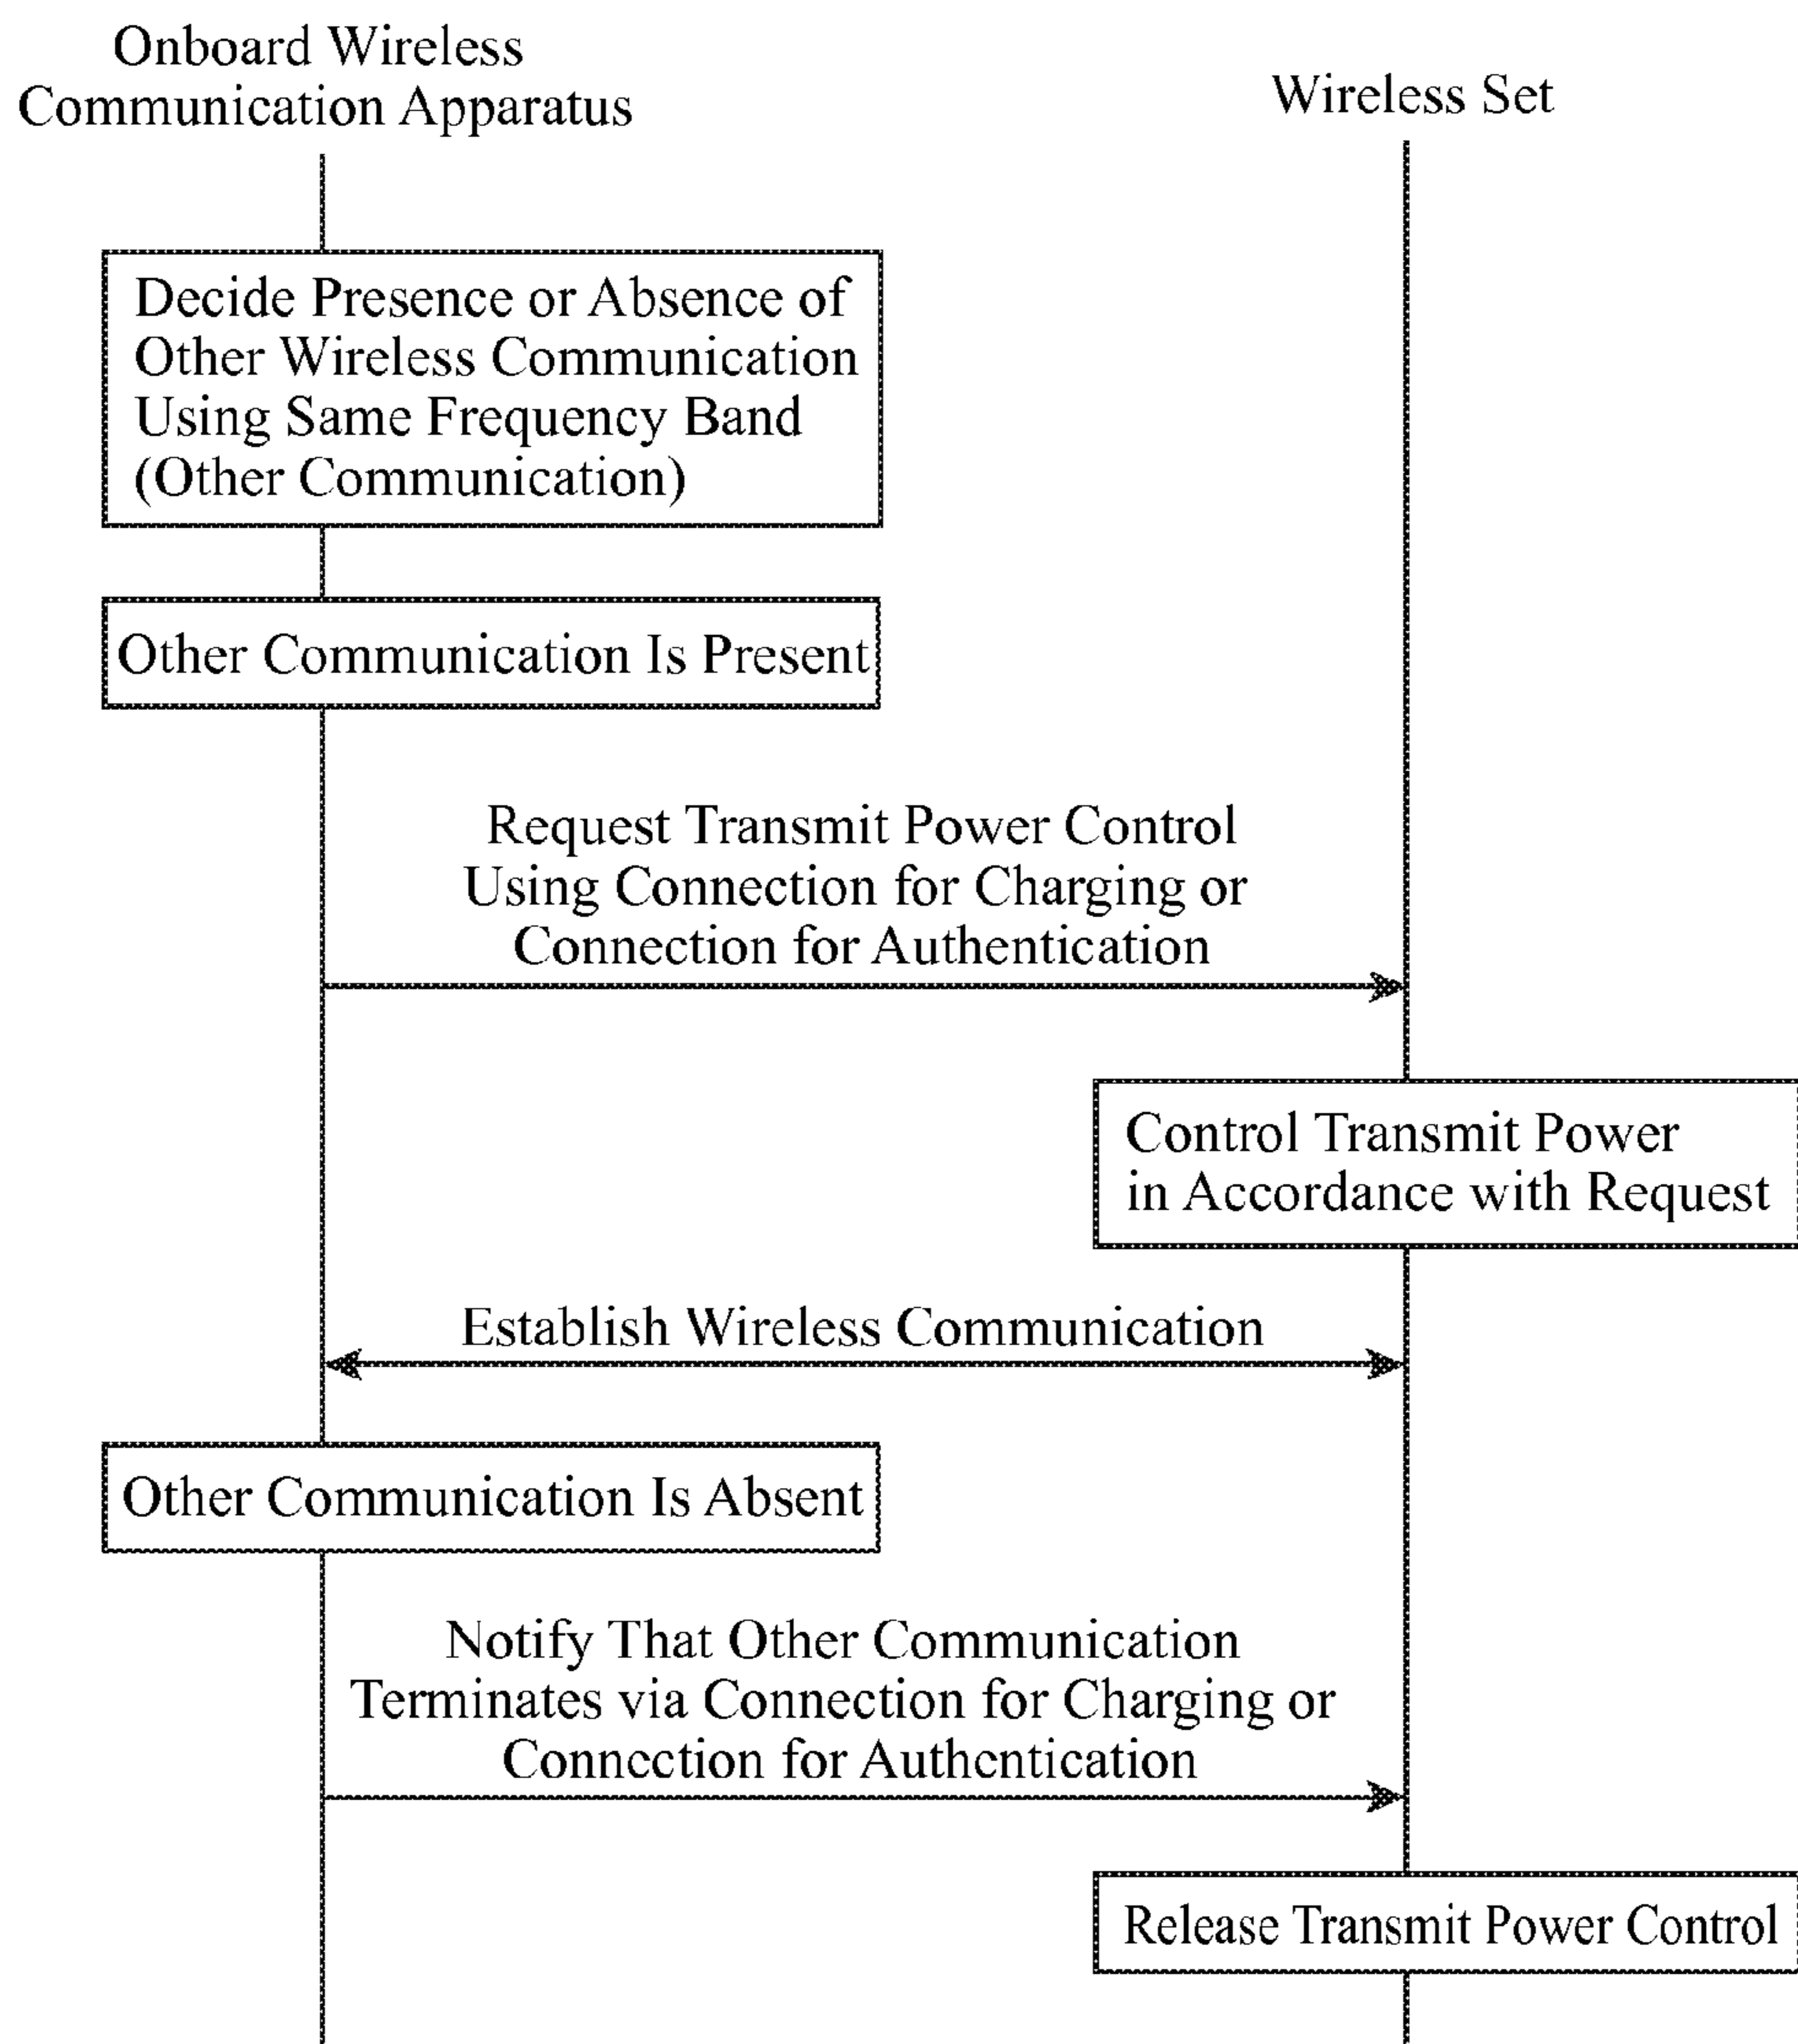 Onboard Wireless
Communication Apparatus
Wireless Set
Decide Presence or Absence of
Other Wireless Communication
Using Same Frequency Band
(Other Communication)
Other Communication Is Present
Request Transmit Power Control
Using Connection for Charging or
Connection for Authentication
Control Transmit Power
in Accordance with Request
Establish Wireless Communication
Other Communication Is Absent
Notify That Other Communication
Terminates via Connection for Charging or
Connection for Authentication
Release Transmit Power Control